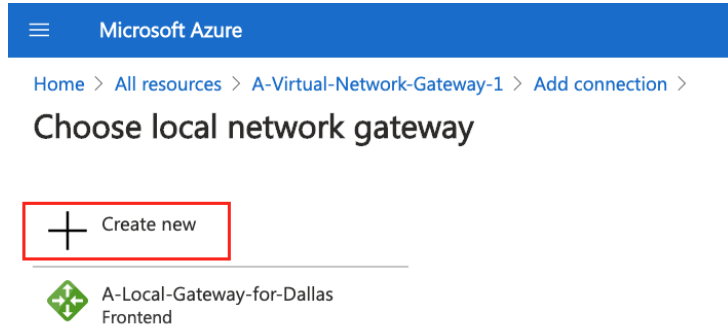 Microsoft Azure
Home > All resources > A-Virtual-Network-Gateway-1 > Add connection >
Choose local network gateway
Create new
A-Local-Gateway-for-Dallas
Frontend